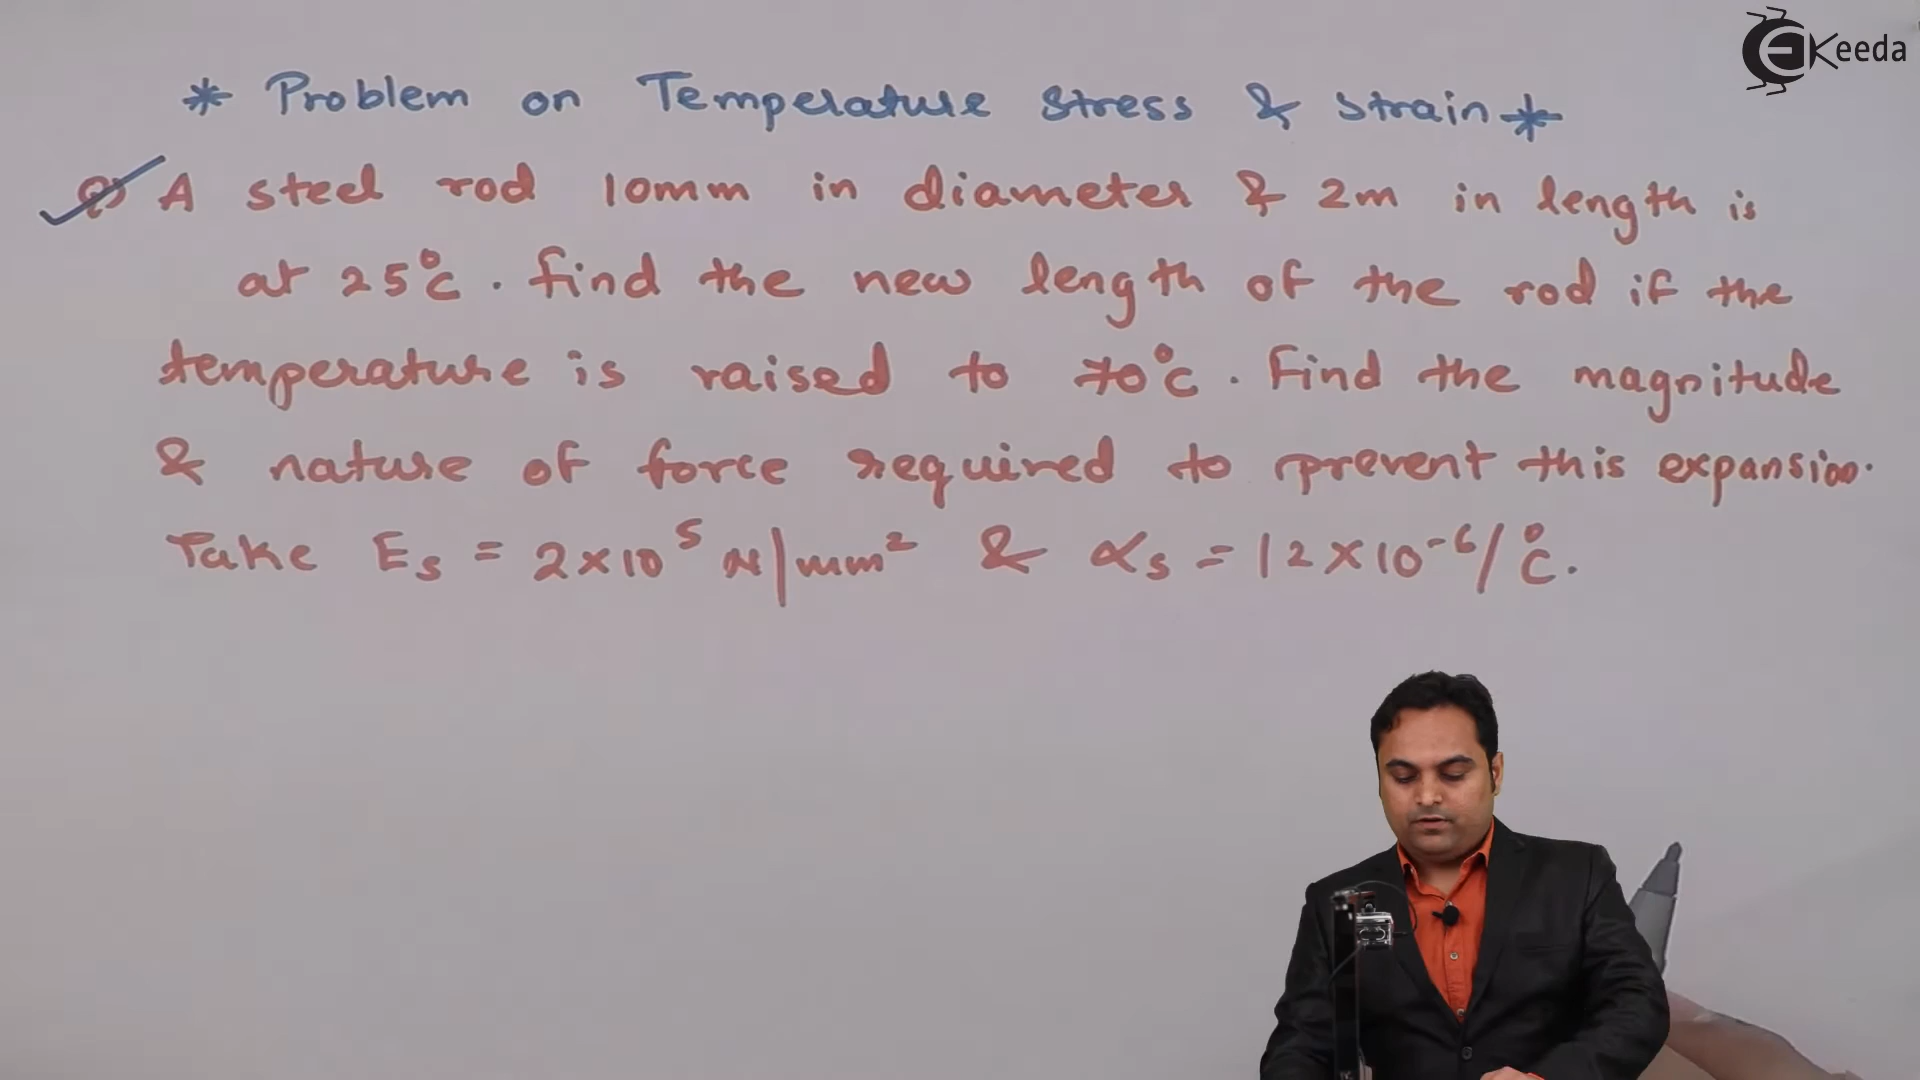 EKeeda
* Problem on Temperature stress & strain *
Q) A steel rod 10mm in diameter & 2m in length is
at 25°C. find the new length of the rod if the
temperature is raised to 70°C. Find the magnitude
& nature of force required to prevent this expansion.
Take Es = 2×10⁵ N/mm² & αs = 12×10⁻⁶/°C.